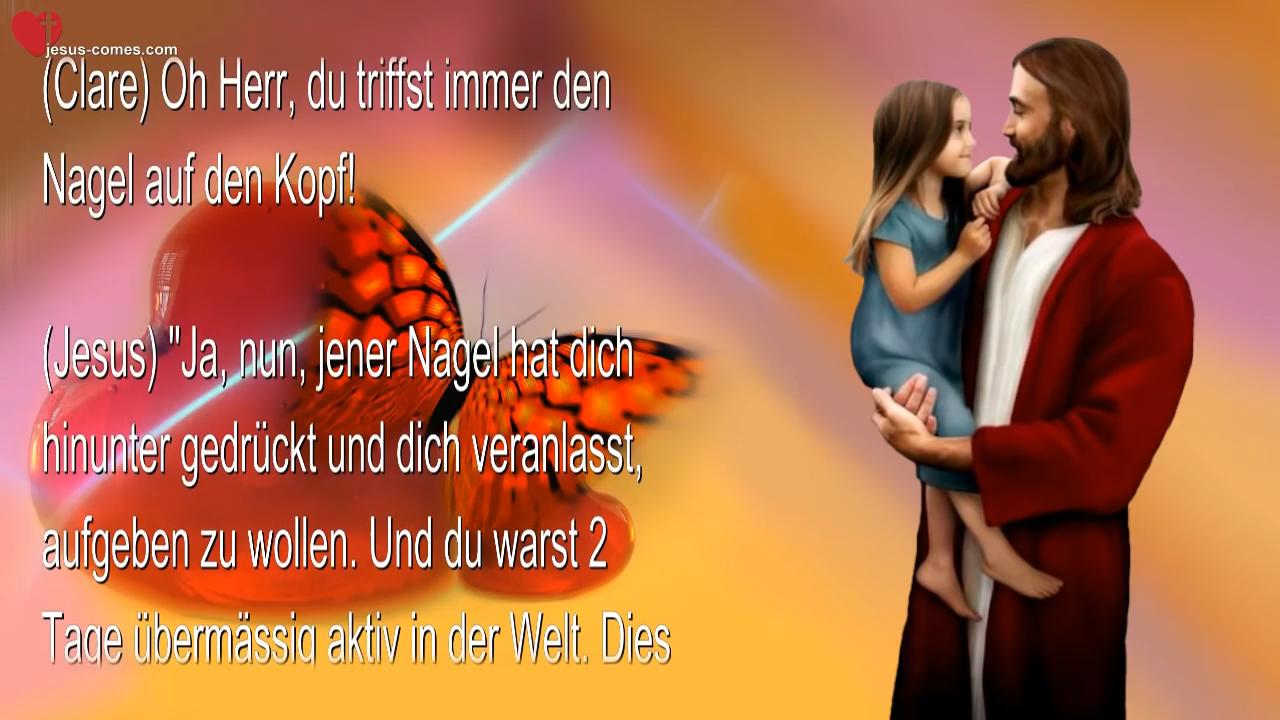 jesus-comes.com
(Clare) Oh Herr, du triffst immer den
Nagel auf den Kopf!
(Jesus) "Ja, nun, jener Nagel hat dich
hinunter gedrückt und dich veranlasst,
aufgeben zu wollen. Und du warst 2
Tage übermässig aktiv in der Welt. Dies